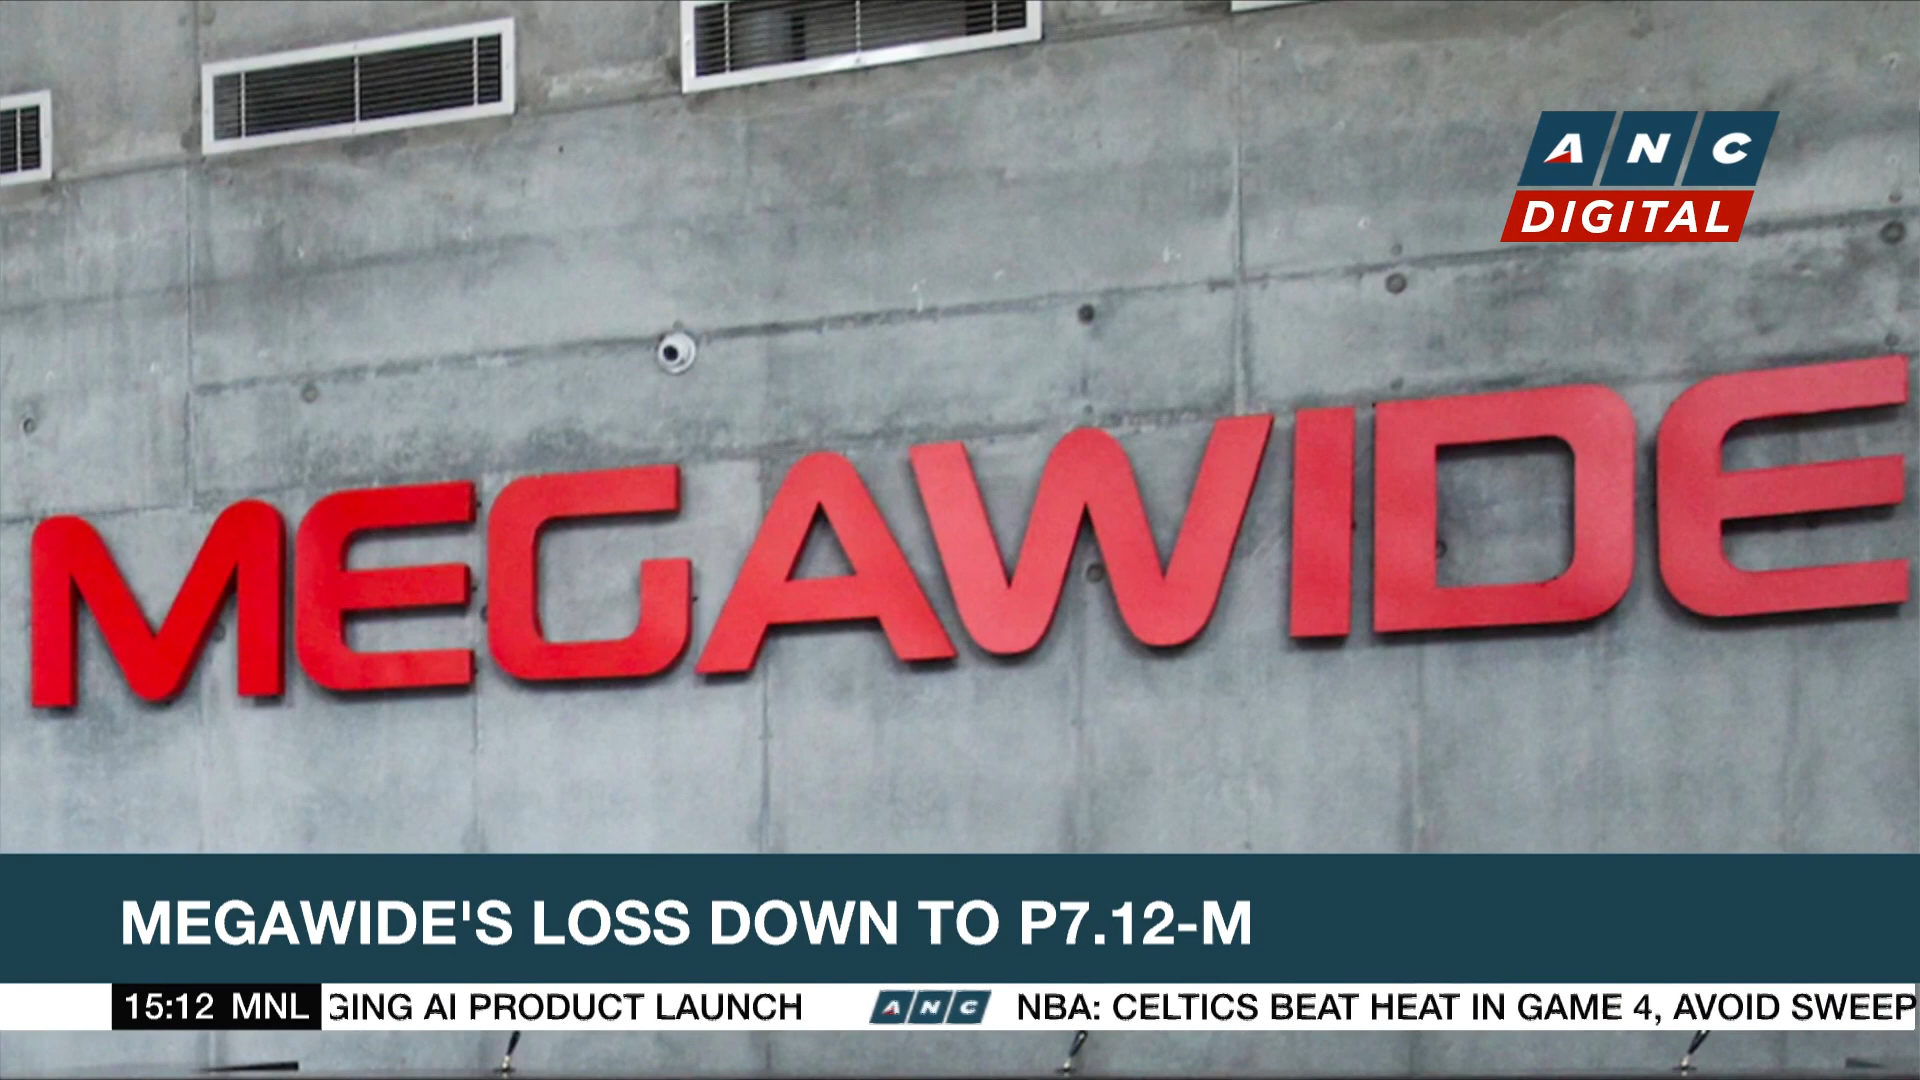 ANC
DIGITAL
MEGAWIDE
MEGAWIDE'S LOSS DOWN TO P7.12-M
15:12 MNL GING AI PRODUCT LAUNCH ANC NBA: CELTICS BEAT HEAT IN GAME 4, AVOID SWEEP